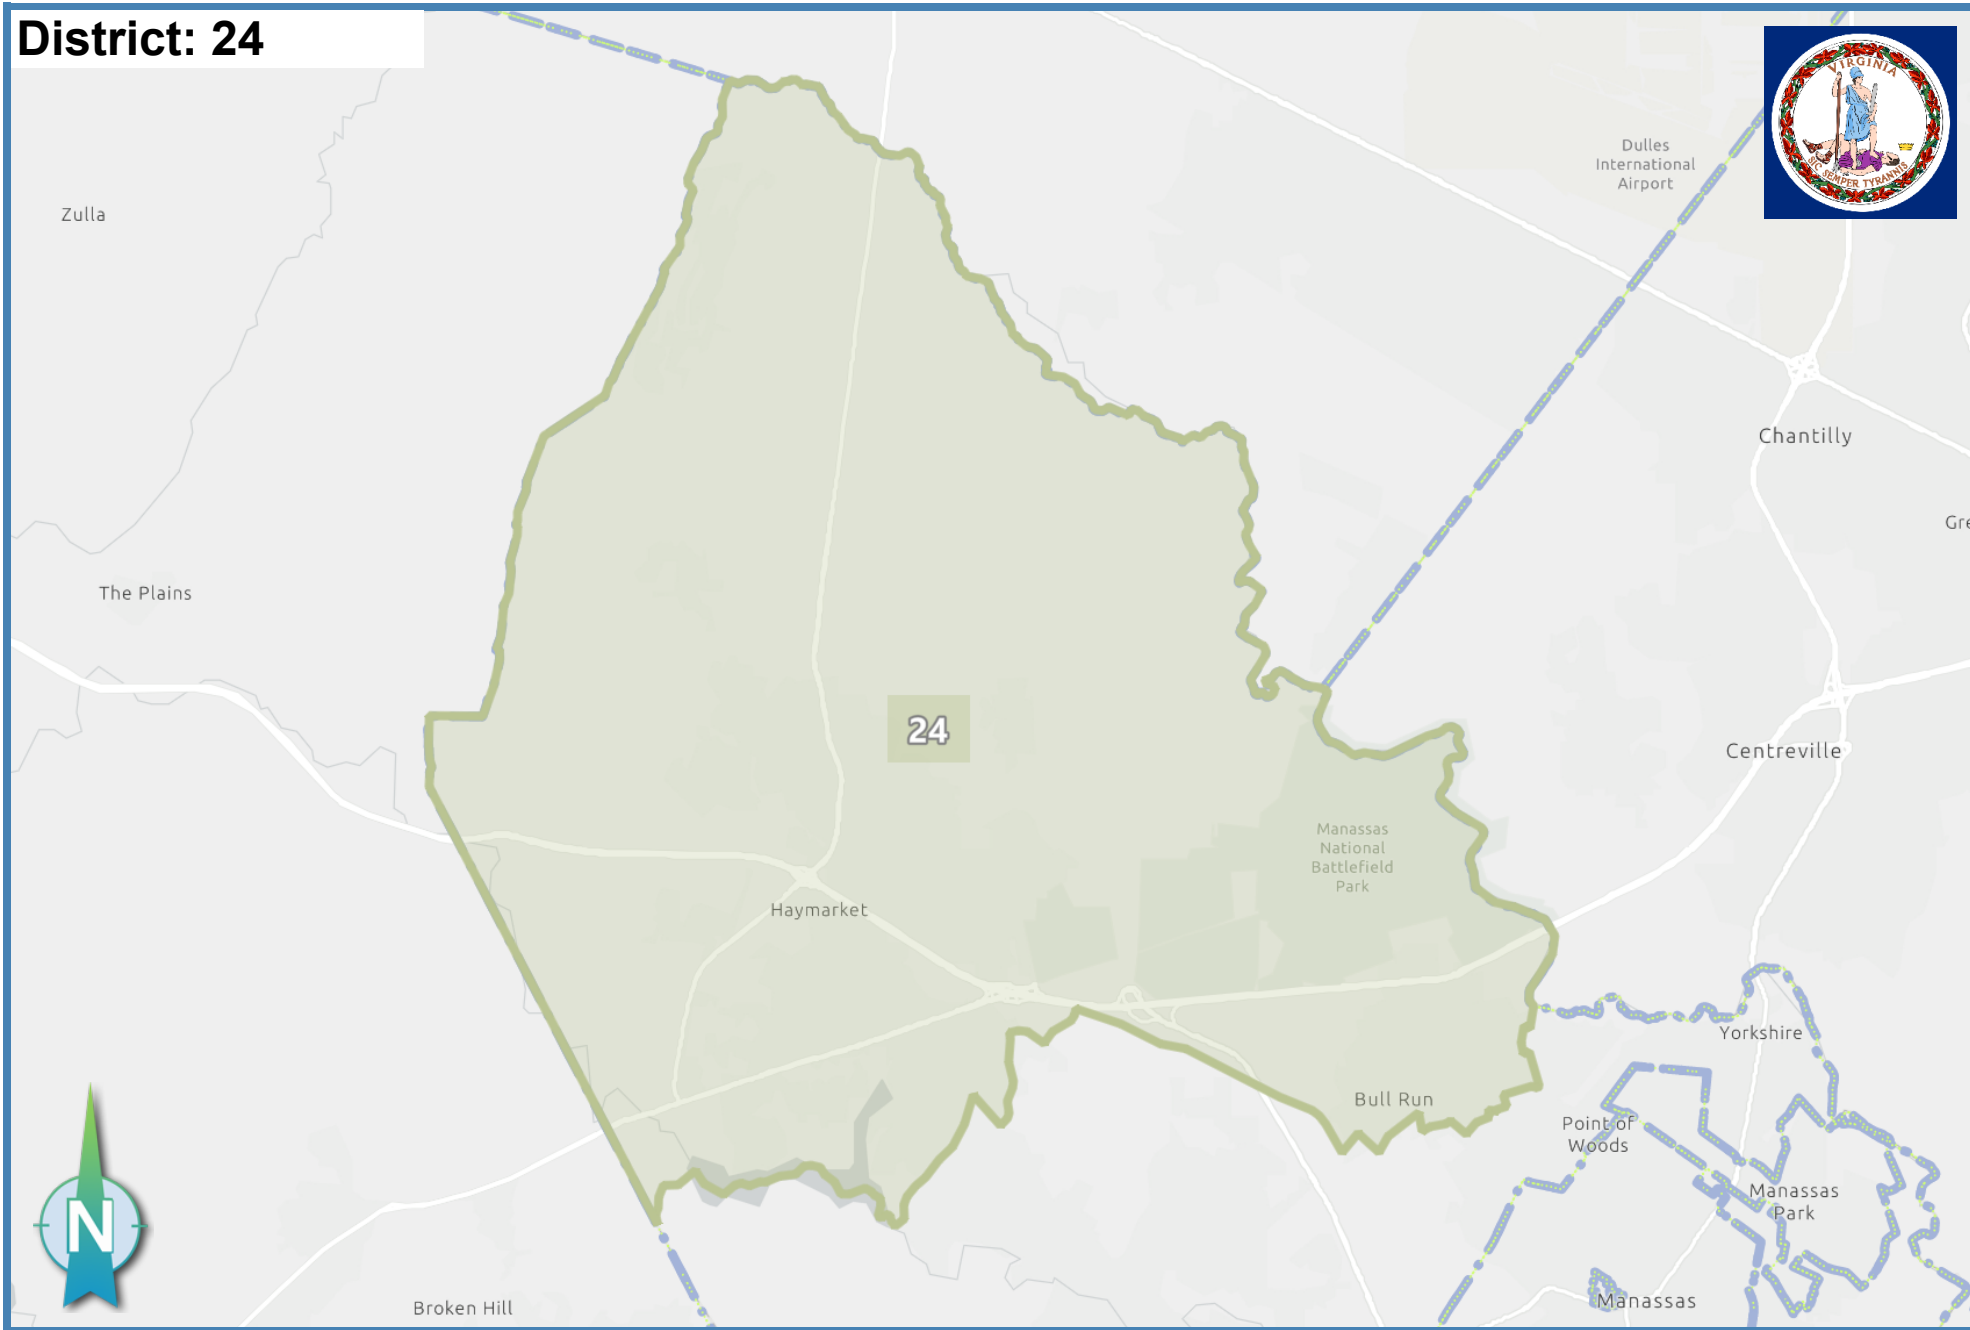 District: 24
VIRGINIA
SIC SEMPER TYRANNIS
Dulles
International
Airport
Zulla
Chantilly
Gre
The Plains
24
Centreville
Manassas
National
Battlefield
Park
Haymarket
Yorkshire
Bull Run
Point of
Woods
Manassas
Park
N
Broken Hill
Manassas